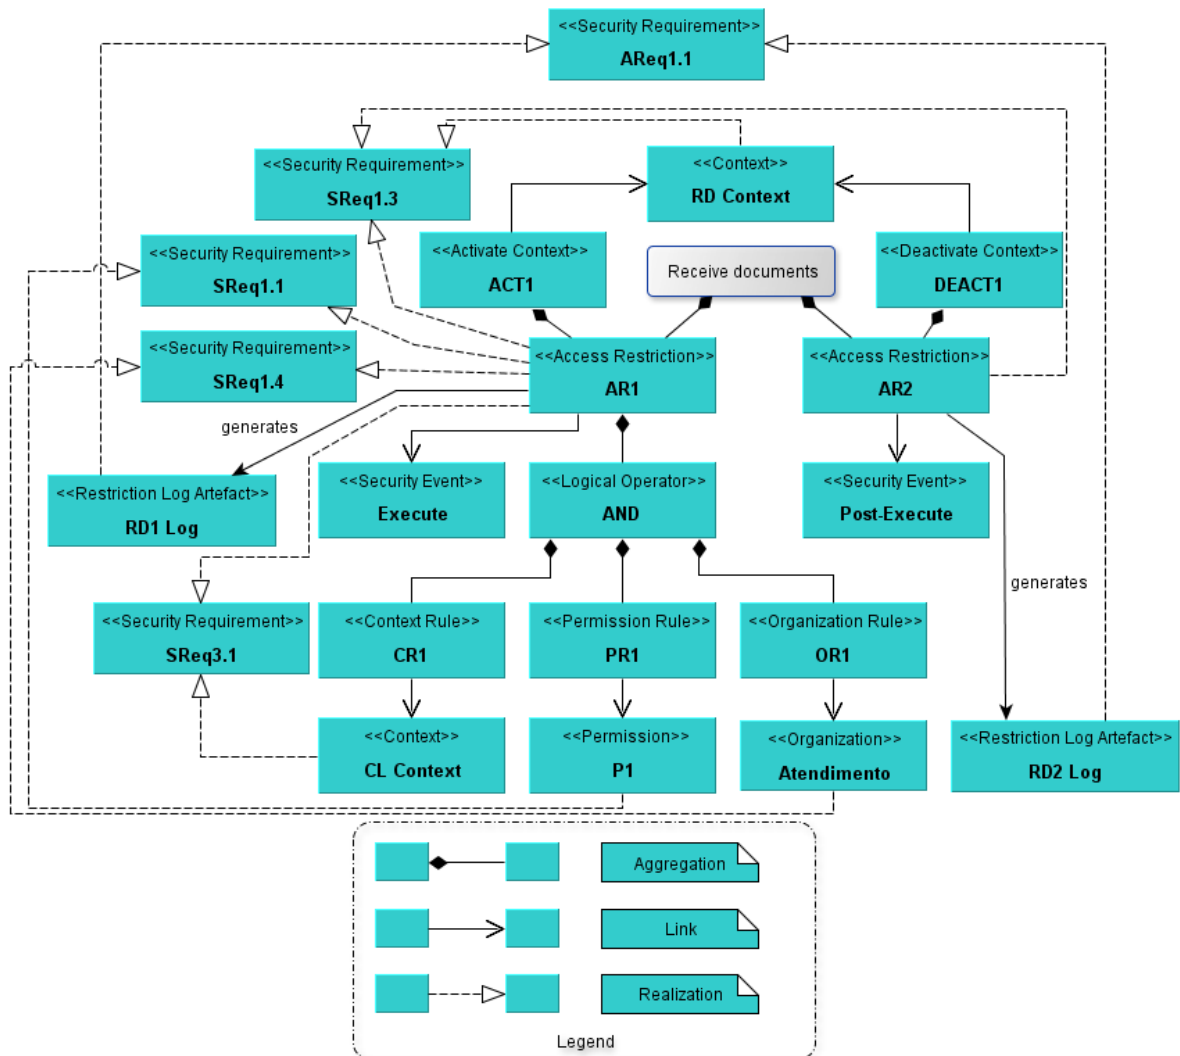 <<Security Requirement>>
AReq1.1
<<Security Requirement>>
SReq1.3
<<Context>>
RD Context
<<Security Requirement>>
SReq1.1
<<Activate Context>>
ACT1
Receive documents
<<Deactivate Context>>
DEACT1
<<Security Requirement>>
SReq1.4
<<Access Restriction>>
AR1
<<Access Restriction>>
AR2
generates
<<Restriction Log Artefact>>
RD1 Log
<<Security Event>>
Execute
<<Logical Operator>>
AND
<<Security Event>>
Post-Execute
generates
<<Security Requirement>>
SReq3.1
<<Context Rule>>
CR1
<<Permission Rule>>
PR1
<<Organization Rule>>
OR1
<<Context>>
CL Context
<<Permission>>
P1
<<Organization>>
Atendimento
<<Restriction Log Artefact>>
RD2 Log
Aggregation
Link
Realization
Legend